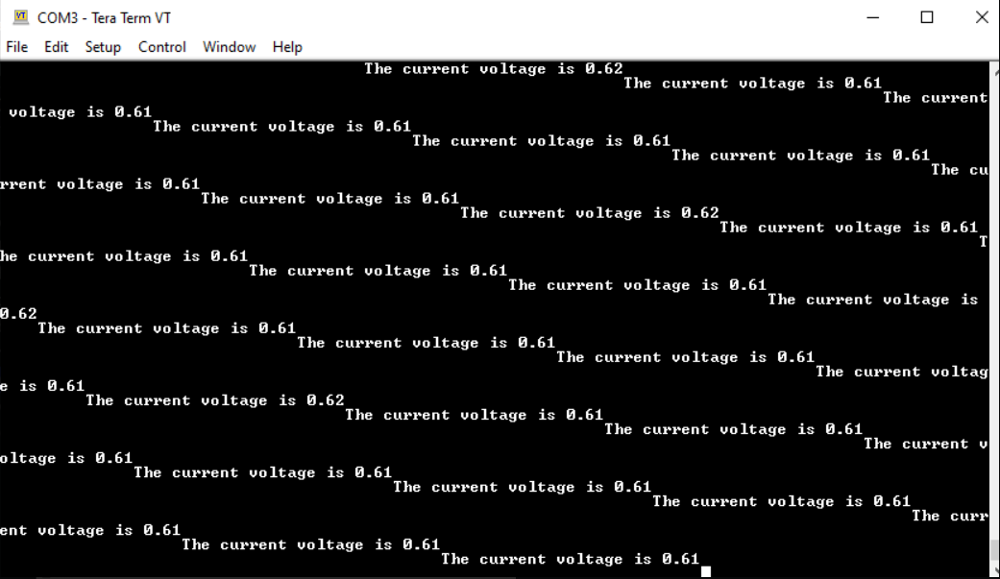 COM3 - Tera Term VT
File Edit Setup Control Window Help
The current voltage is 0.62
The current voltage is 0.61
The current
voltage is 0.61
The current voltage is 0.61
The current voltage is 0.61
The current voltage is 0.61
The cu
rrent voltage is 0.61
The current voltage is 0.61
The current voltage is 0.62
The current voltage is 0.61
T
he current voltage is 0.61
The current voltage is 0.61
The current voltage is 0.61
The current voltage is
0.62
The current voltage is 0.61
The current voltage is 0.61
The current voltage is 0.61
The current voltag
e is 0.61
The current voltage is 0.62
The current voltage is 0.61
The current voltage is 0.61
The current v
oltage is 0.61
The current voltage is 0.61
The current voltage is 0.61
The current voltage is 0.61
The curr
ent voltage is 0.61
The current voltage is 0.61
The current voltage is 0.61